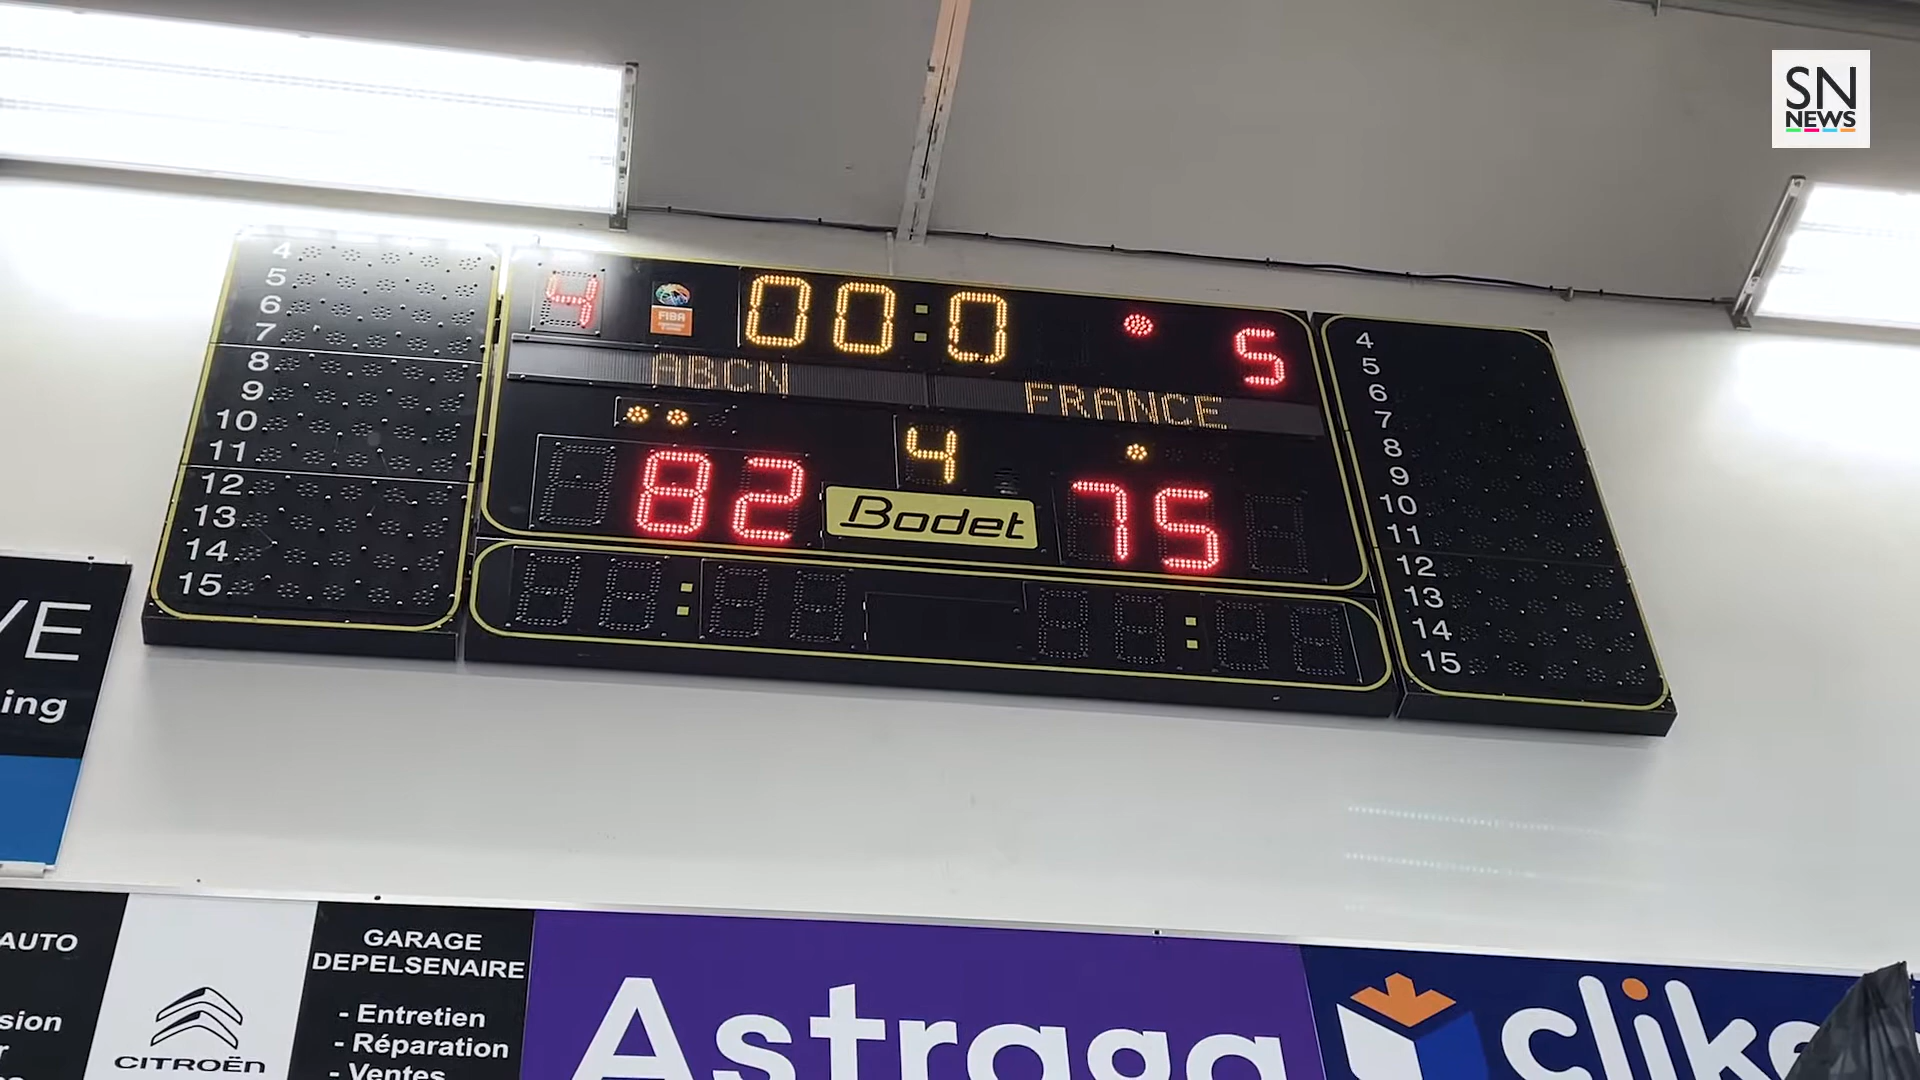 SN
NEWS
4 FIBA 00:0 5
ABCN FRANCE
4
82 Bodet 75
4
5
6
7
8
9
10
11
12
13
14
15
4
5
6
7
8
9
10
11
12
13
14
15
VE
ing
AUTO
sion
r
CITROËN
GARAGE
DEPELSENAIRE
- Entretien
- Réparation
- Ventes
Astraga
clike